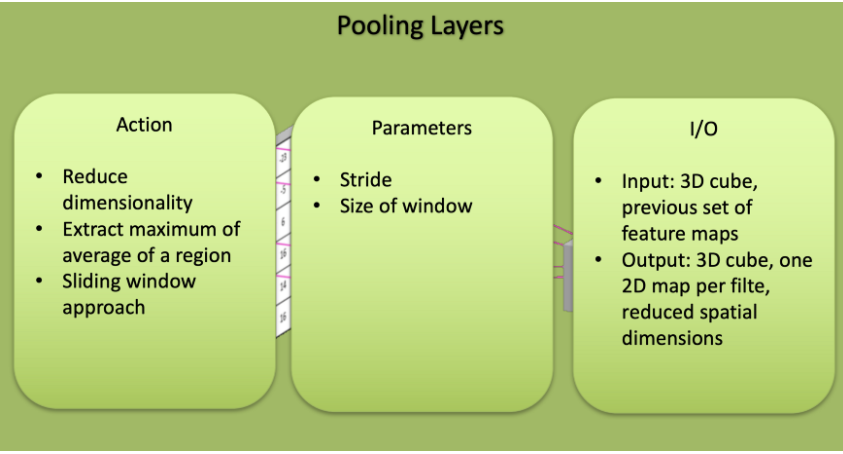 Pooling Layers
Action
• Reduce
dimensionality
• Extract maximum of
average of a region
• Sliding window
approach
Parameters
• Stride
• Size of window
I/O
• Input: 3D cube,
previous set of
feature maps
• Output: 3D cube, one
2D map per filte,
reduced spatial
dimensions